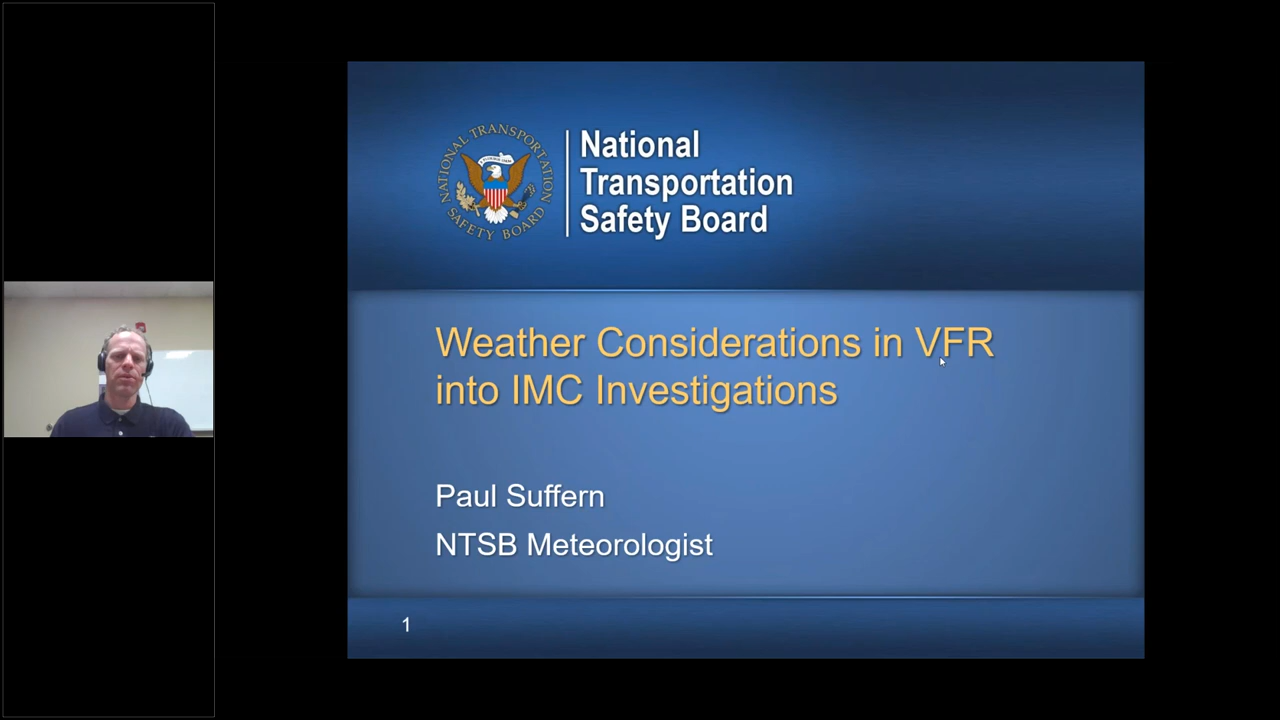 NATIONAL TRANSPORTATION
SAFETY BOARD
National
Transportation
Safety Board
Weather Considerations in VFR
into IMC Investigations
Paul Suffern
NTSB Meteorologist
1